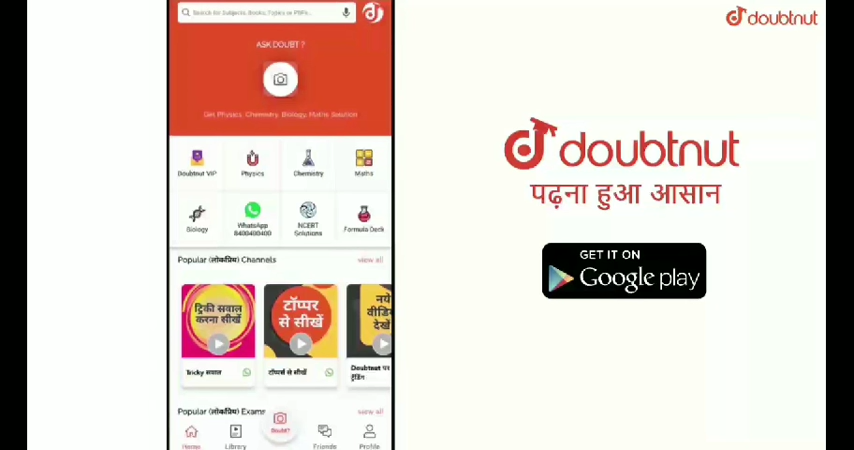 Search for Subjects, Books, Topics or PDFs...
doubtnut
ASK DOUBT ?
Get Physics, Chemistry, Biology, Maths Solution
Doubtnut VIP
Physics
Chemistry
Maths
Biology
WhatsApp
8400400400
NCERT
Solutions
Formula Deck
Popular (लोकप्रिय) Channels
view all
ट्रिकी सवाल
करना सीखें
टॉप्पर
से सीखें
नये
वीडि
देखें
Tricky सवाल
टॉपर्स से सीखें
Doubtnut पर
ट्रेंडिंग
Popular (लोकप्रिय) Exams
view all
Doubt?
Home
Library
Friends
Profile
doubtnut
पढ़ना हुआ आसान
GET IT ON
Google play